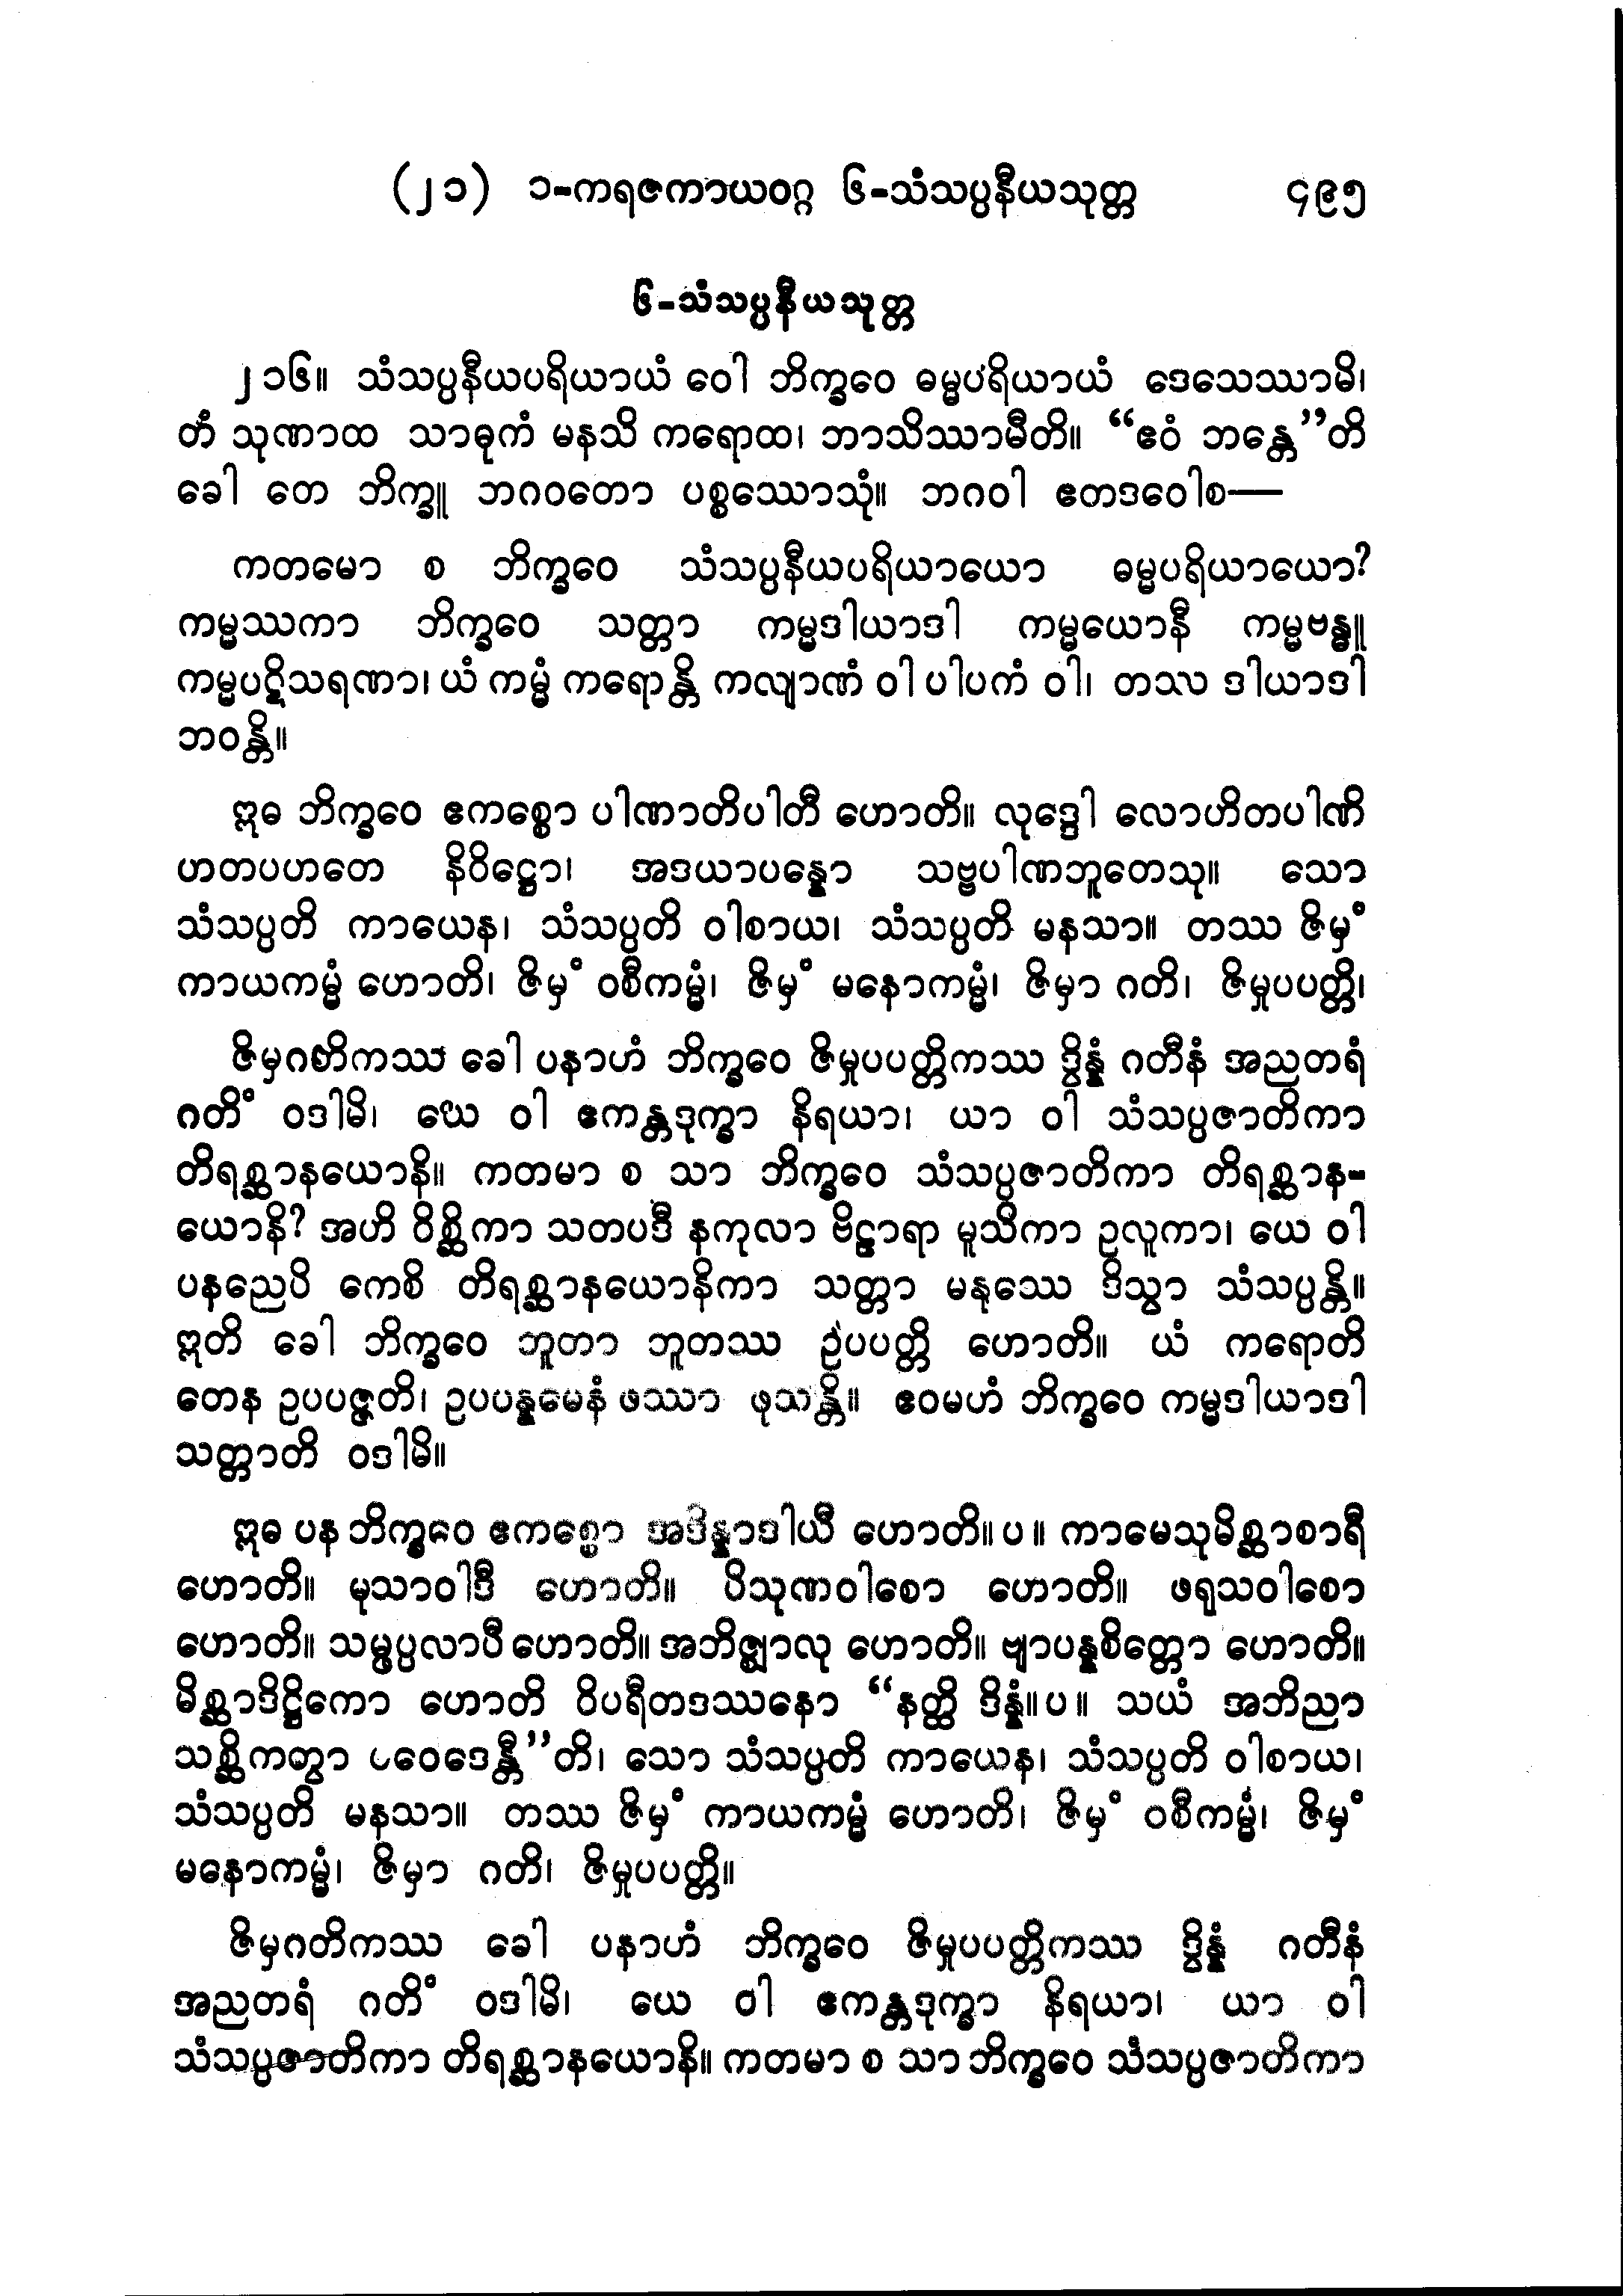 (၂၁) ၁-ကရဇကာယဝဂ္ဂ ၆-သံသပ္ပနီယသုတ္တ ၄၉၅
၆-သံသပ္ပနီယသုတ္တ
၂၁၆။ သံသပ္ပနီယပရိယာယံ ဝေါ ဘိက္ခဝေ ဓမ္မပရိယာယံ ဒေသေဿာမိ၊
တံ သုဏာထ သာဓုကံ မနသိ ကရောထ၊ ဘာသိဿာမီတိ။ “ဧဝံ ဘန္တေ”တိ
ခေါ တေ ဘိက္ခူ ဘဂဝတော ပစ္စဿောသုံ။ ဘဂဝါ ဧတဒဝေါစ—
ကတမော စ ဘိက္ခဝေ သံသပ္ပနီယပရိယာယော ဓမ္မပရိယာယော?
ကမ္မဿကာ ဘိက္ခဝေ သတ္တာ ကမ္မဒါယာဒါ ကမ္မယောနီ ကမ္မဗန္ဓူ
ကမ္မပဋိသရဏာ၊ ယံ ကမ္မံ ကရောန္တိ ကလျာဏံ ဝါ ပါပကံ ဝါ၊ တဿ ဒါယာဒါ
ဘဝန္တိ။
ဣဓ ဘိက္ခဝေ ဧကစ္စော ပါဏာတိပါတီ ဟောတိ။ လုဒ္ဒေါ လောဟိတပါဏိ
ဟတပဟတေ နိဝိဋ္ဌော၊ အဒယာပန္နော သဗ္ဗပါဏဘူတေသု။ သော
သံသပ္ပတိ ကာယေန၊ သံသပ္ပတိ ဝါစာယ၊ သံသပ္ပတိ မနသာ။ တဿ ဇိမှံ
ကာယကမ္မံ ဟောတိ၊ ဇိမှံ ဝစီကမ္မံ၊ ဇိမှံ မနောကမ္မံ၊ ဇိမှာ ဂတိ၊ ဇိမှုပပတ္တိ၊
ဇိမှဂတိကဿ ခေါ ပနာဟံ ဘိက္ခဝေ ဇိမှုပပတ္တိကဿ ဒွိန္နံ ဂတီနံ အညတရံ
ဂတိံ ဝဒါမိ၊ ယေ ဝါ ဧကန္တဒုက္ခာ နိရယာ၊ ယာ ဝါ သံသပ္ပဇာတိကာ
တိရစ္ဆာနယောနိ။ ကတမာ စ သာ ဘိက္ခဝေ သံသပ္ပဇာတိကာ တိရစ္ဆာန-
ယောနိ? အဟိ ဝိစ္ဆိကာ သတပဒီ နကုလာ ဗိဠာရာ မူသိကာ ဥလူကာ၊ ယေ ဝါ
ပနညေပိ ကေစိ တိရစ္ဆာနယောနိကာ သတ္တာ မနုဿေ ဒိသွာ သံသပ္ပန္တိ။
ဣတိ ခေါ ဘိက္ခဝေ ဘူတာ ဘူတဿ ဥပပတ္တိ ဟောတိ။ ယံ ကရောတိ
တေန ဥပပဇ္ဇတိ၊ ဥပပန္နမေနံ ဖဿာ ဖုသန္တိ။ ဧဝမဟံ ဘိက္ခဝေ ကမ္မဒါယာဒါ
သတ္တာတိ ဝဒါမိ။
ဣဓ ပန ဘိက္ခဝေ ဧကစ္စော အဒိန္နာဒါယီ ဟောတိ။ ပ ။ ကာမေသုမိစ္ဆာစာရီ
ဟောတိ။ မုသာဝါဒီ ဟောတိ။ ပိသုဏဝါစော ဟောတိ။ ဖရုသဝါစော
ဟောတိ။ သမ္ဖပ္ပလာပီ ဟောတိ။ အဘိဇ္ဈာလု ဟောတိ။ ဗျာပန္နစိတ္တော ဟောတိ။
မိစ္ဆာဒိဋ္ဌိကော ဟောတိ ဝိပရီတဒဿနော “နတ္ထိ ဒိန္နံ။ ပ ။ သယံ အဘိညာ
သစ္ဆိကတွာ ပဝေဒေန္တီ”တိ၊ သော သံသပ္ပတိ ကာယေန၊ သံသပ္ပတိ ဝါစာယ၊
သံသပ္ပတိ မနသာ။ တဿ ဇိမှံ ကာယကမ္မံ ဟောတိ၊ ဇိမှံ ဝစီကမ္မံ၊ ဇိမှံ
မနောကမ္မံ၊ ဇိမှာ ဂတိ၊ ဇိမှုပပတ္တိ။
ဇိမှဂတိကဿ ခေါ ပနာဟံ ဘိက္ခဝေ ဇိမှုပပတ္တိကဿ ဒွိန္နံ ဂတီနံ
အညတရံ ဂတိံ ဝဒါမိ၊ ယေ ဝါ ဧကန္တဒုက္ခာ နိရယာ၊ ယာ ဝါ
သံသပ္ပဇာတိကာ တိရစ္ဆာနယောနိ။ ကတမာ စ သာ ဘိက္ခဝေ သံသပ္ပဇာတိကာ